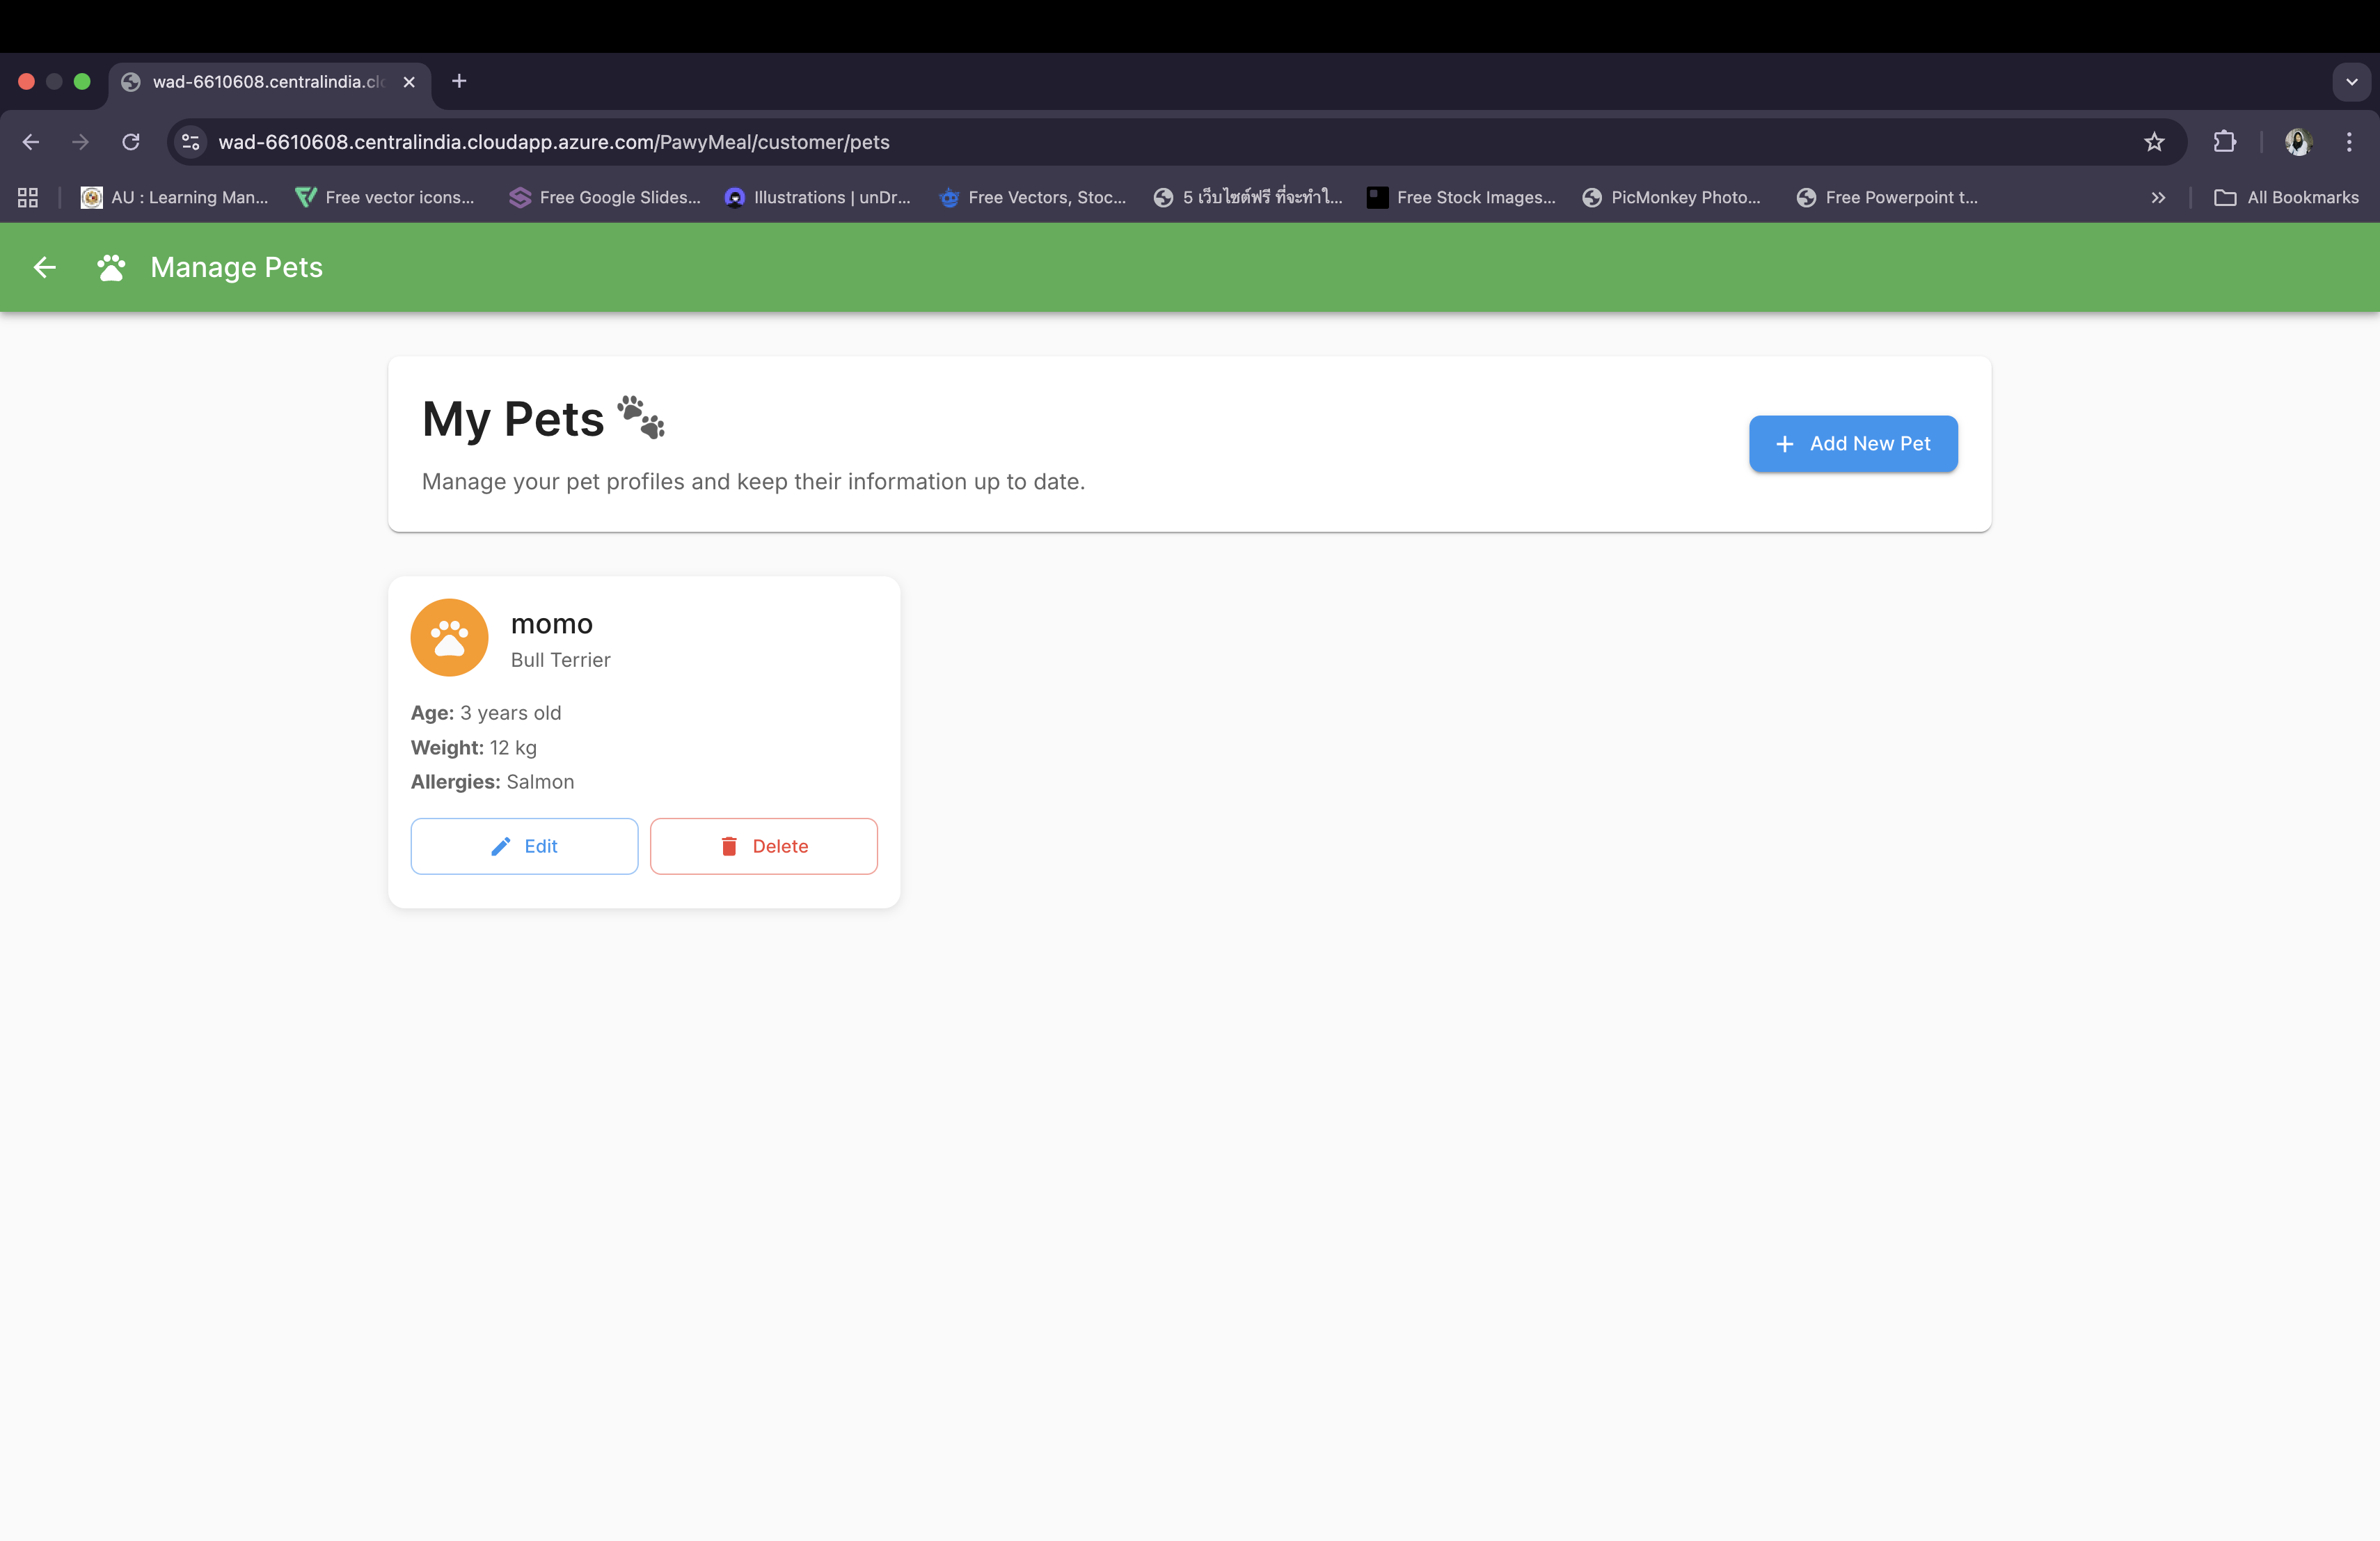 wad-6610608.centralindia.clo
wad-6610608.centralindia.cloudapp.azure.com/PawyMeal/customer/pets
AU : Learning Man...
Free vector icons...
Free Google Slides...
Illustrations | unDr...
Free Vectors, Stoc...
5 เว็บไซต์ฟรี ที่จะทำใ...
Free Stock Images...
PicMonkey Photo...
Free Powerpoint t...
All Bookmarks
Manage Pets
My Pets
Add New Pet
Manage your pet profiles and keep their information up to date.
momo
Bull Terrier
Age: 3 years old
Weight: 12 kg
Allergies: Salmon
Edit
Delete